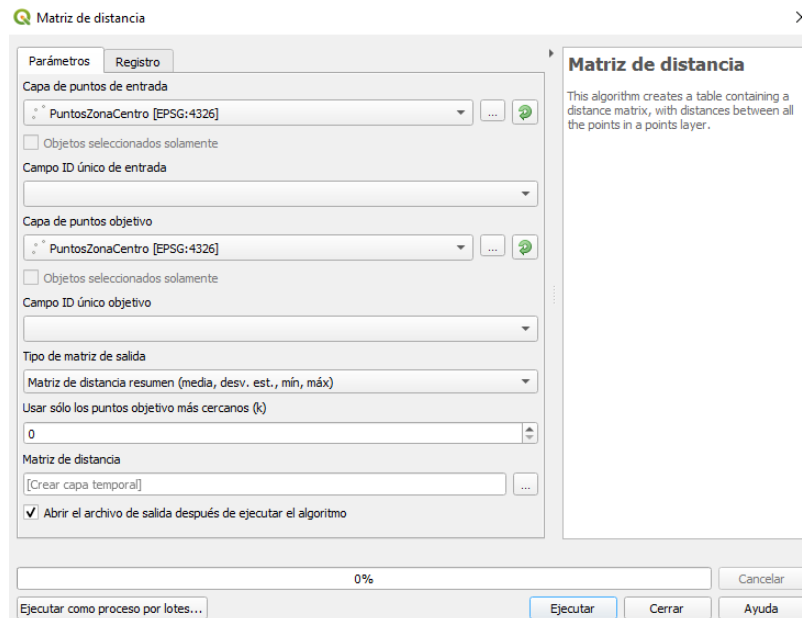 Matriz de distancia
Parámetros
Registro
Capa de puntos de entrada
PuntosZonaCentro [EPSG:4326]
...
Objetos seleccionados solamente
Campo ID único de entrada
Capa de puntos objetivo
PuntosZonaCentro [EPSG:4326]
...
Objetos seleccionados solamente
Campo ID único objetivo
Tipo de matriz de salida
Matriz de distancia resumen (media, desv. est., mín, máx)
Usar sólo los puntos objetivo más cercanos (k)
0
Matriz de distancia
[Crear capa temporal]
...
Abrir el archivo de salida después de ejecutar el algoritmo
Matriz de distancia
This algorithm creates a table containing a
distance matrix, with distances between all
the points in a points layer.
0%
Cancelar
Ejecutar como proceso por lotes...
Ejecutar
Cerrar
Ayuda